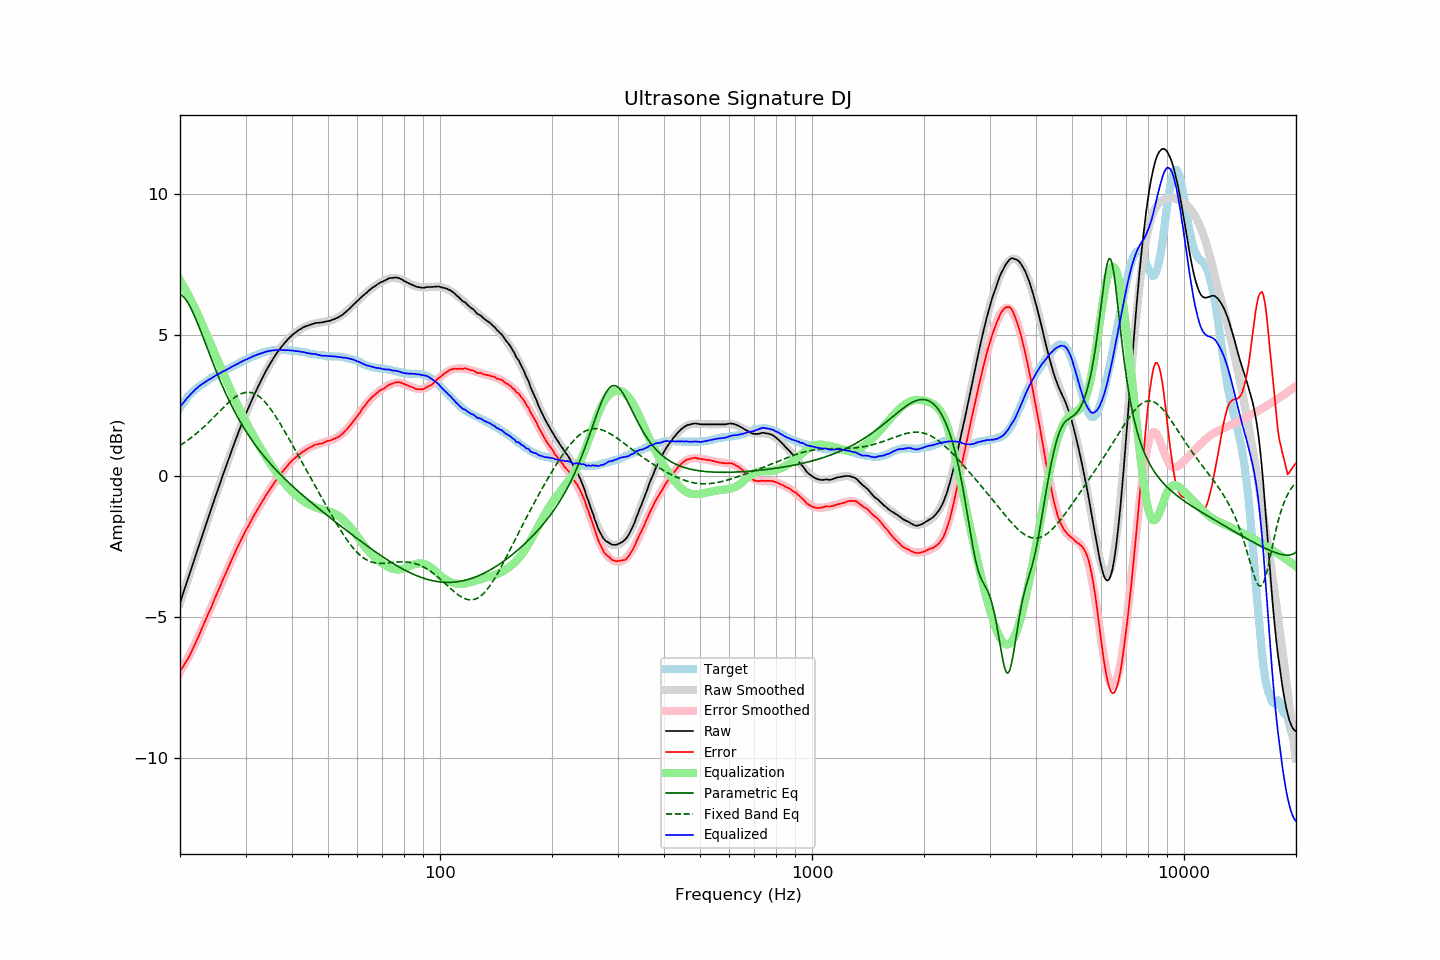 Ultrasone Signature DJ
10
5
0
−5
−10
Amplitude (dBr)
Target
Raw Smoothed
Error Smoothed
Raw
Error
Equalization
Parametric Eq
Fixed Band Eq
Equalized
100
1000
10000
Frequency (Hz)